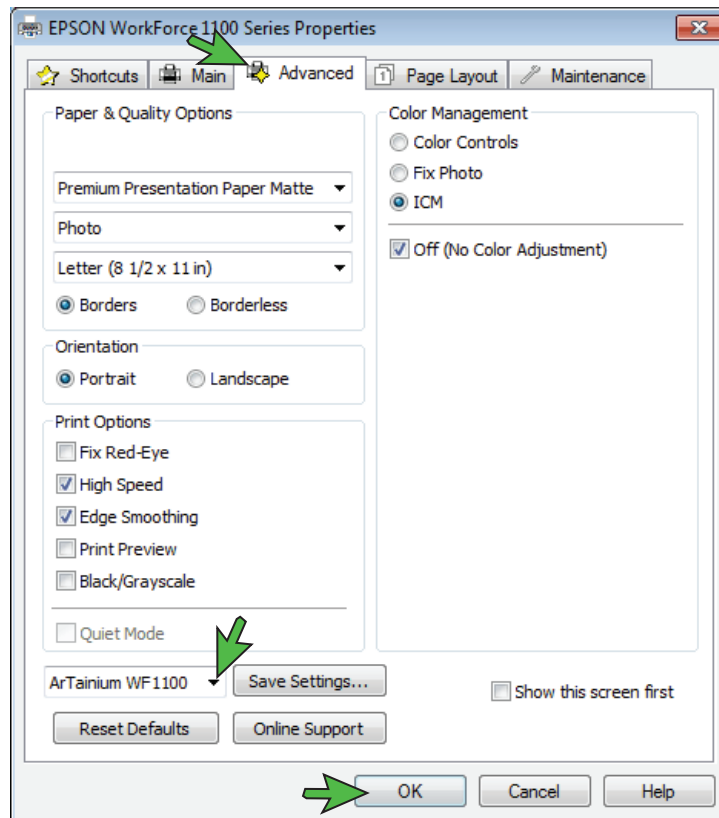 EPSON WorkForce 1100 Series Properties
Shortcuts
Main
Advanced
1
Page Layout
Maintenance
Paper & Quality Options
Premium Presentation Paper Matte
Photo
Letter (8 1/2 x 11 in)
Borders
Borderless
Orientation
Portrait
Landscape
Print Options
Fix Red-Eye
High Speed
Edge Smoothing
Print Preview
Black/Grayscale
Quiet Mode
Color Management
Color Controls
Fix Photo
ICM
Off (No Color Adjustment)
ArTainium WF1100
Save Settings...
Show this screen first
Reset Defaults
Online Support
OK
Cancel
Help